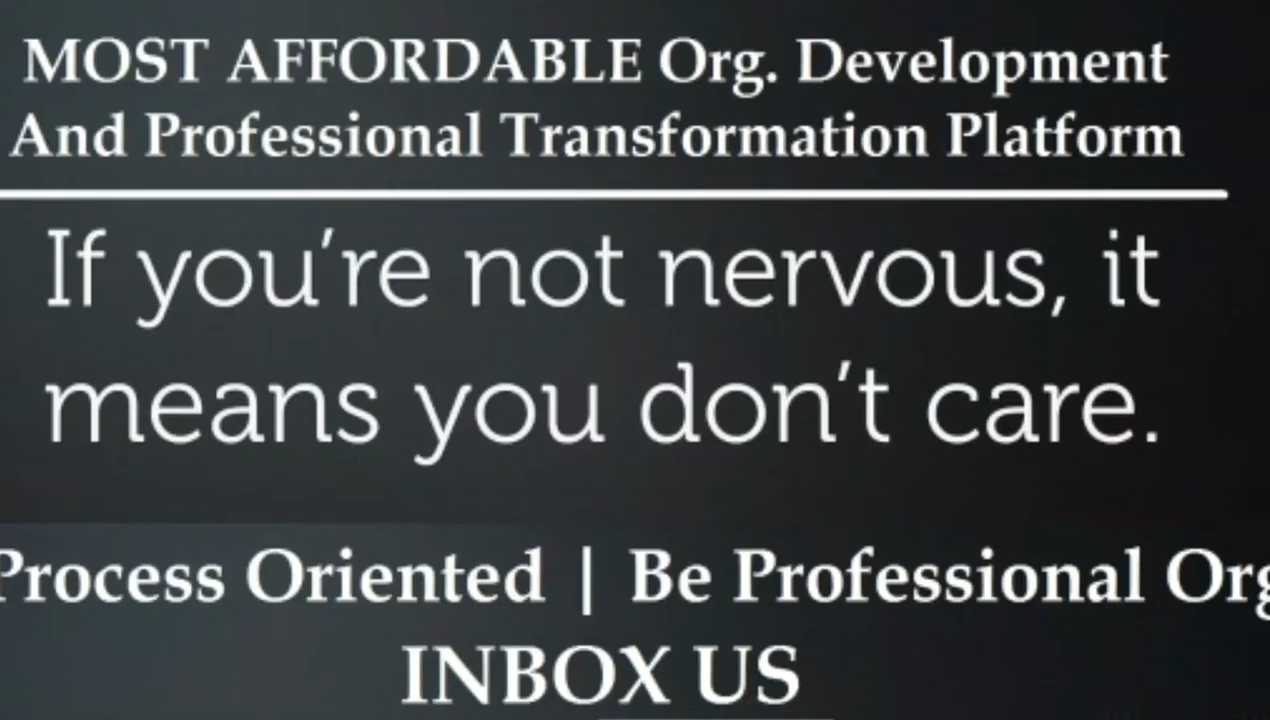 MOST AFFORDABLE Org. Development
And Professional Transformation Platform
If you're not nervous, it
means you don't care.
Process Oriented | Be Professional Org
INBOX US